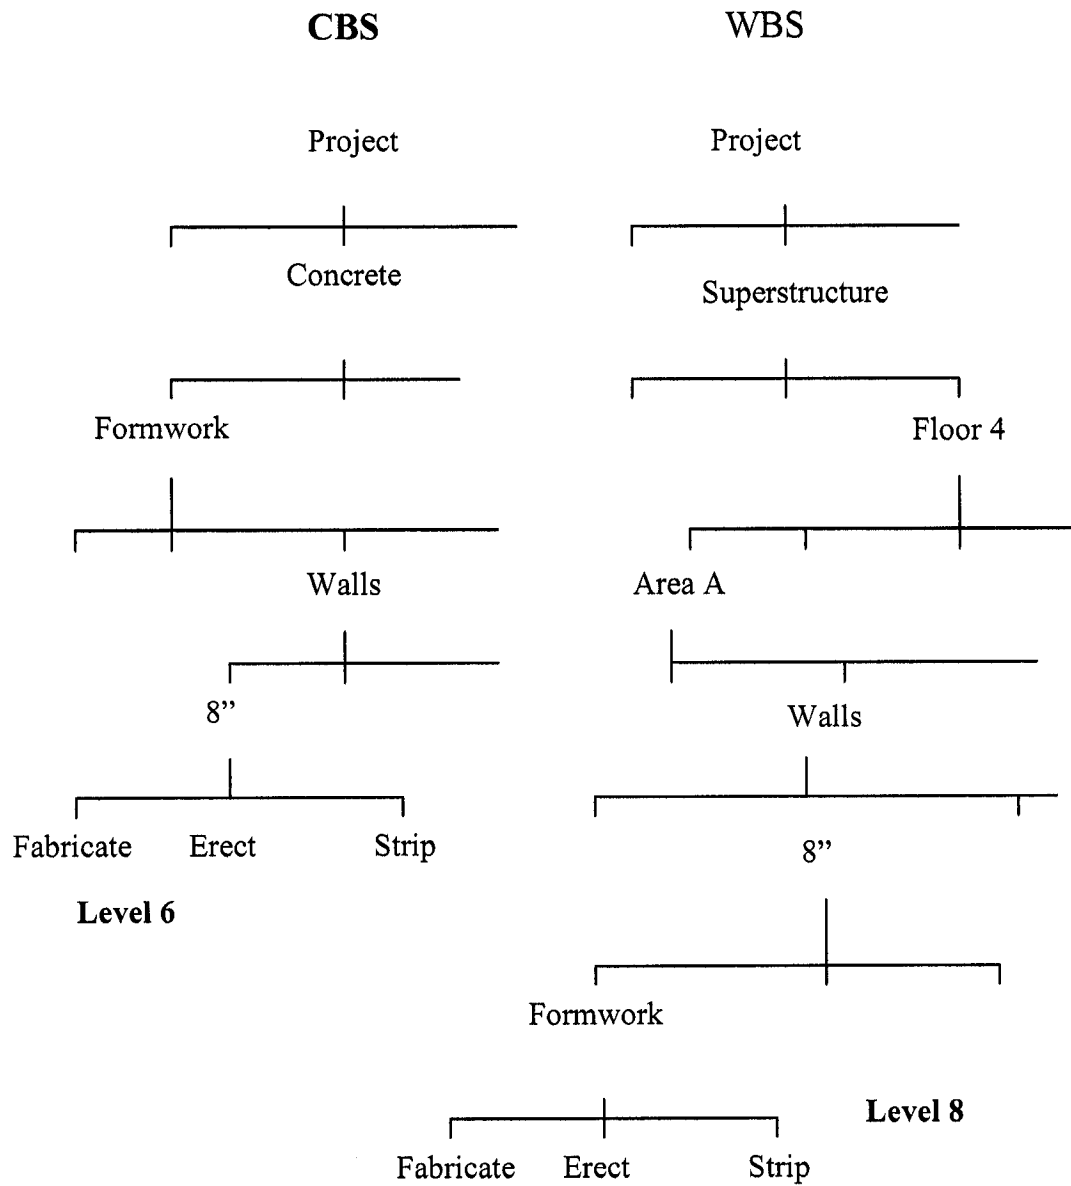 CBS WBS
Project Project
Concrete
Superstructure
Formwork Floor 4
Walls Area A
8” Walls
Fabricate Erect Strip 8”
Level 6
Formwork
Level 8
Fabricate Erect Strip